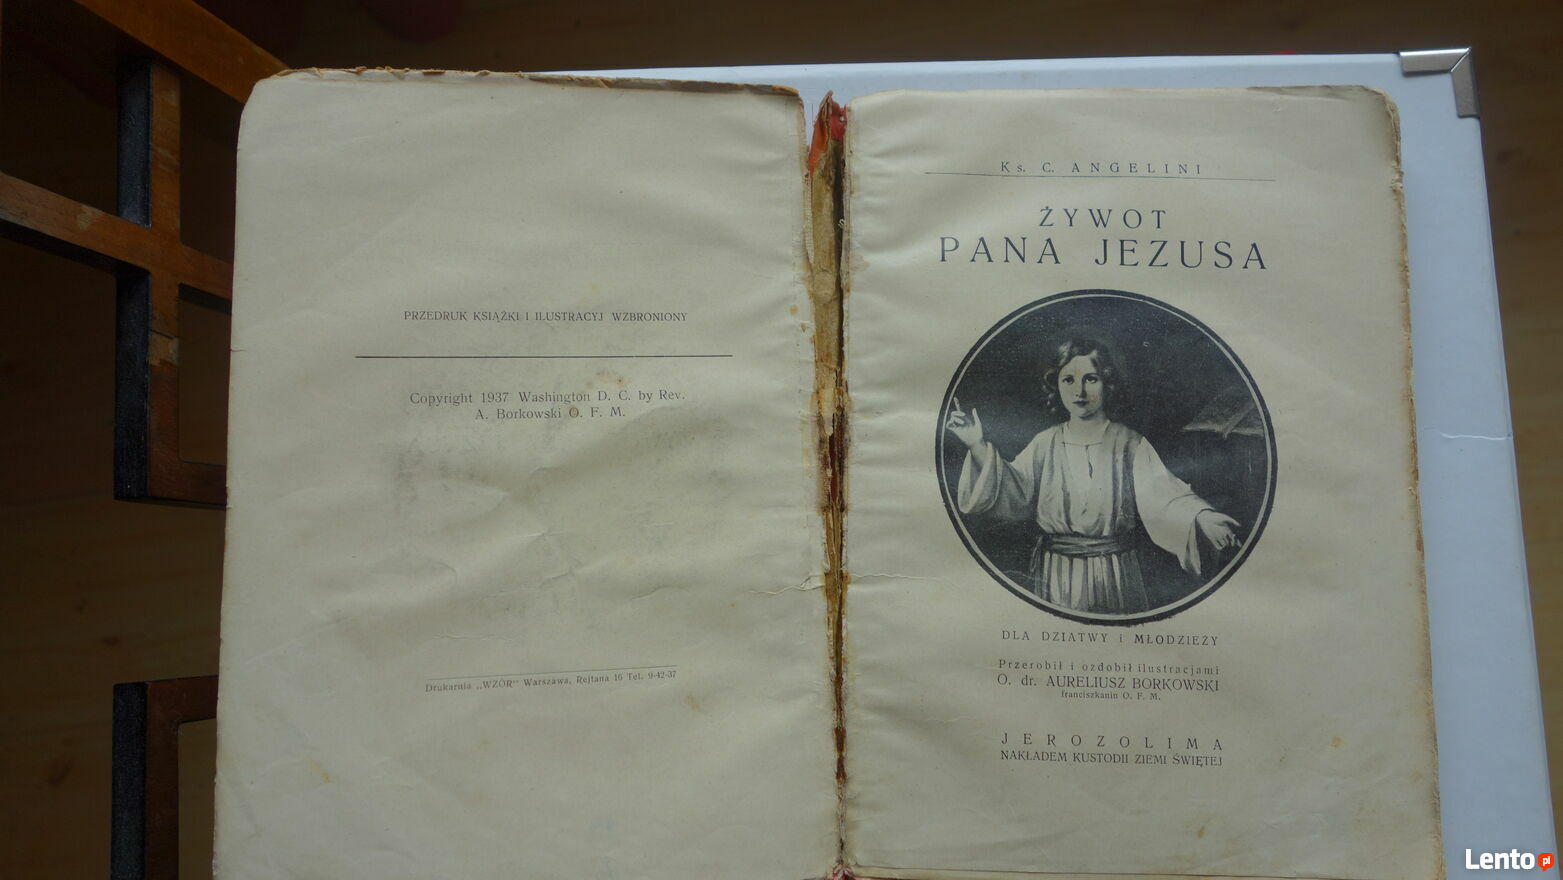 PRZEDRUK KSIĄŻKI I ILUSTRACYJ WZBRONIONY
Copyright 1937 Washington D. C. by Rev.
A. Borkowski O. F. M.
Drukarnia „WZÓR" Warszawa, Rejtana 16 Tel. 9-42-37
Ks. C. ANGELINI
ŻYWOT
PANA JEZUSA
DLA DZIATWY i MŁODZIEŻY
Przerobił i ozdobił ilustracjami
O. dr. AURELIUSZ BORKOWSKI
franciszkanin O. F. M.
JEROZOLIMA
NAKŁADEM KUSTODII ZIEMI ŚWIĘTEJ
Lento.pl